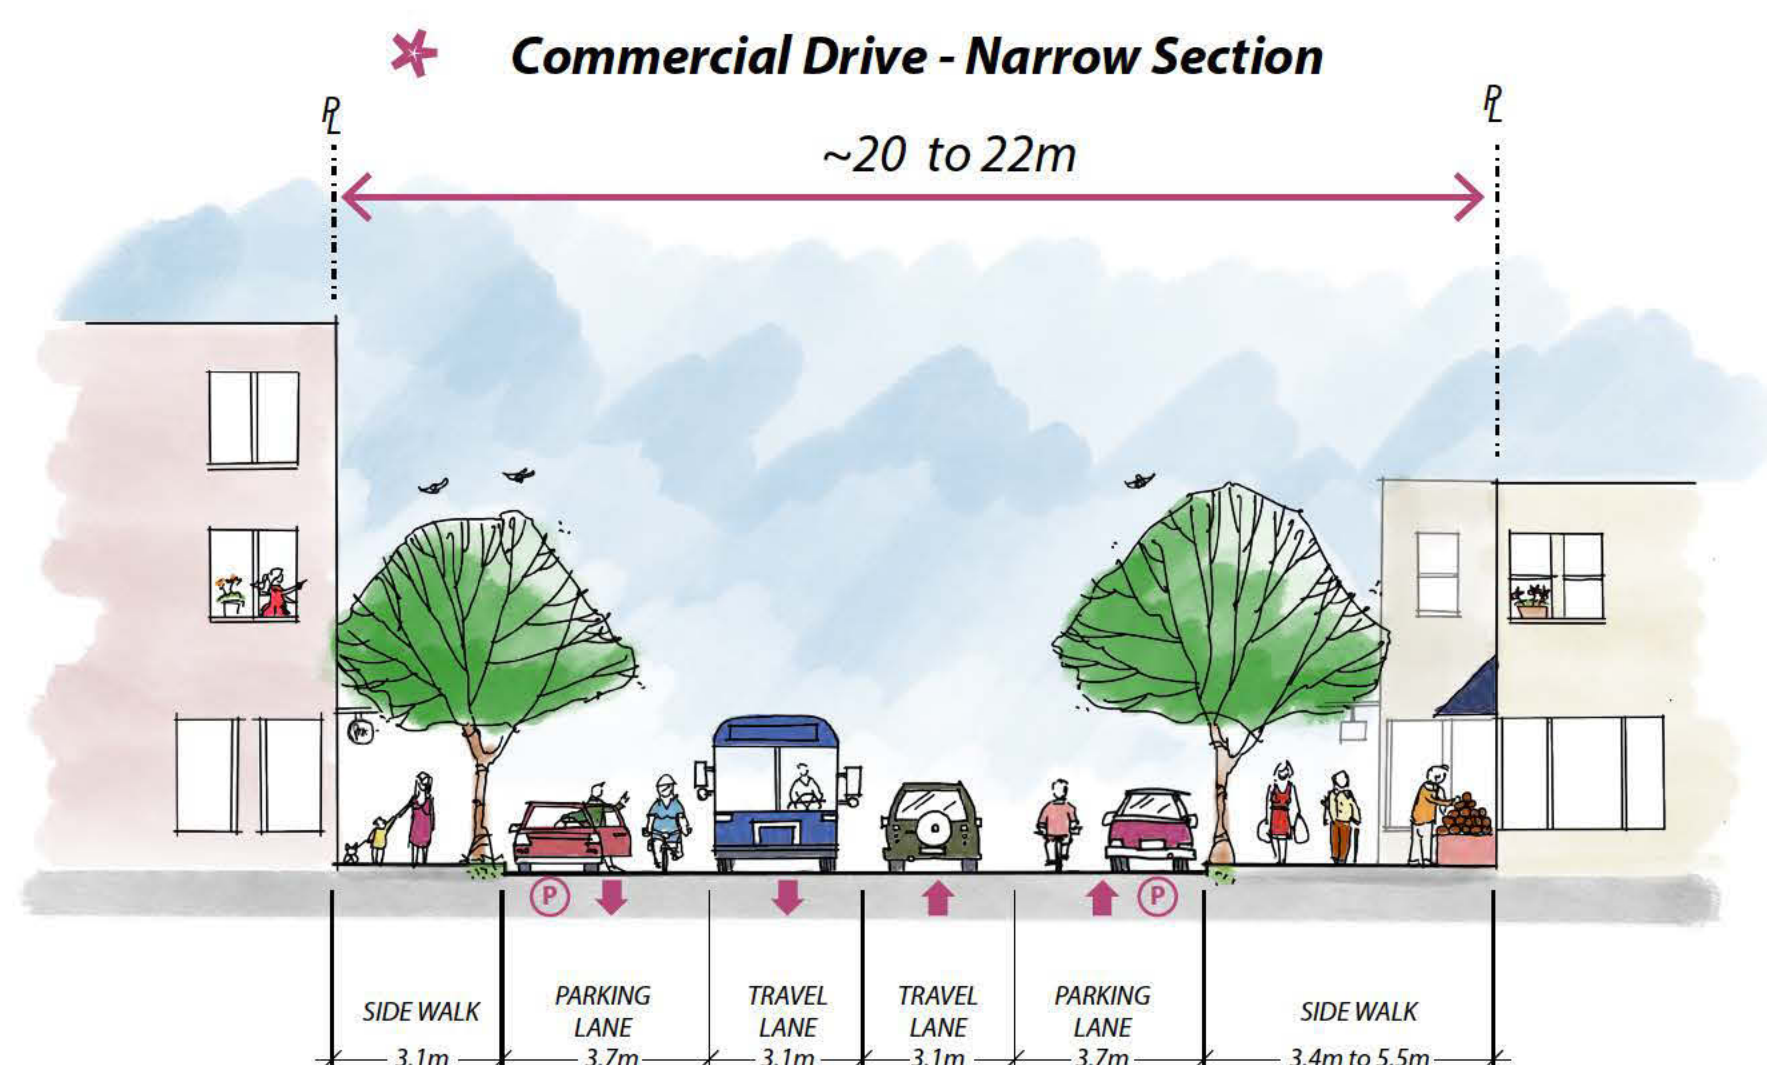 Commercial Drive - Narrow Section
PL
PL
~20 to 22m
P
P
SIDE WALK
PARKING
LANE
TRAVEL
LANE
TRAVEL
LANE
PARKING
LANE
SIDE WALK
3.1m
3.7m
3.1m
3.1m
3.7m
3.4m to 5.5m